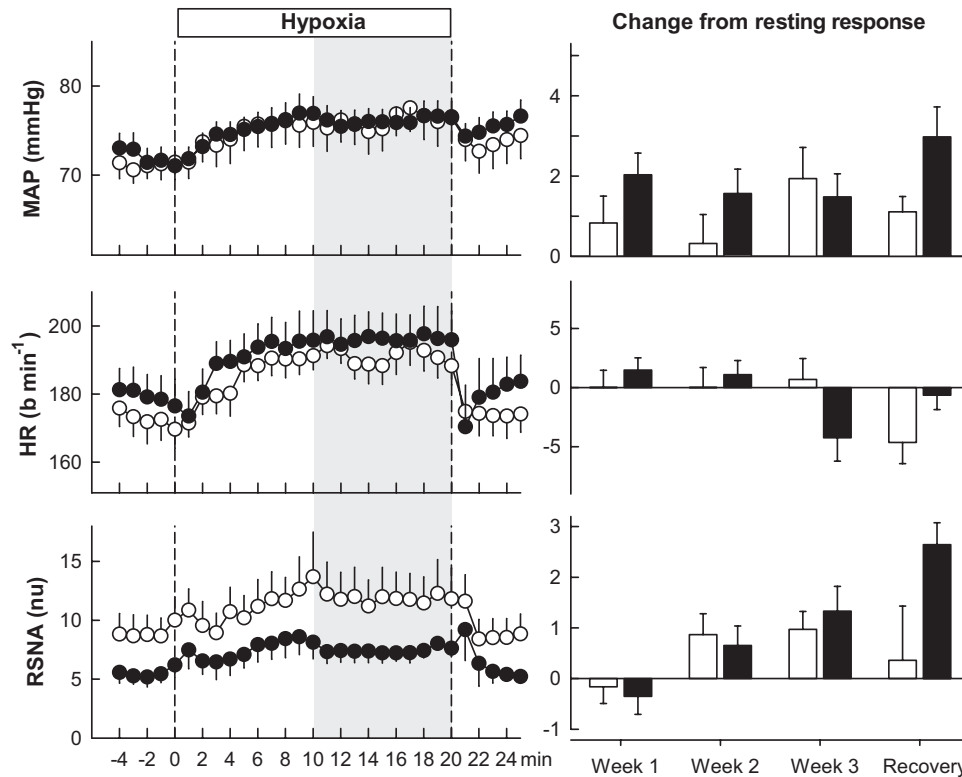 Hypoxia
Change from resting response
MAP (mmHg)
80
70
4
2
0
HR (b min⁻¹)
200
180
160
5
0
-5
RSNA (nu)
15
10
5
0
3
2
1
0
-1
-4 -2 0 2 4 6 8 10 12 14 16 18 20 22 24 min
Week 1 Week 2 Week 3 Recovery